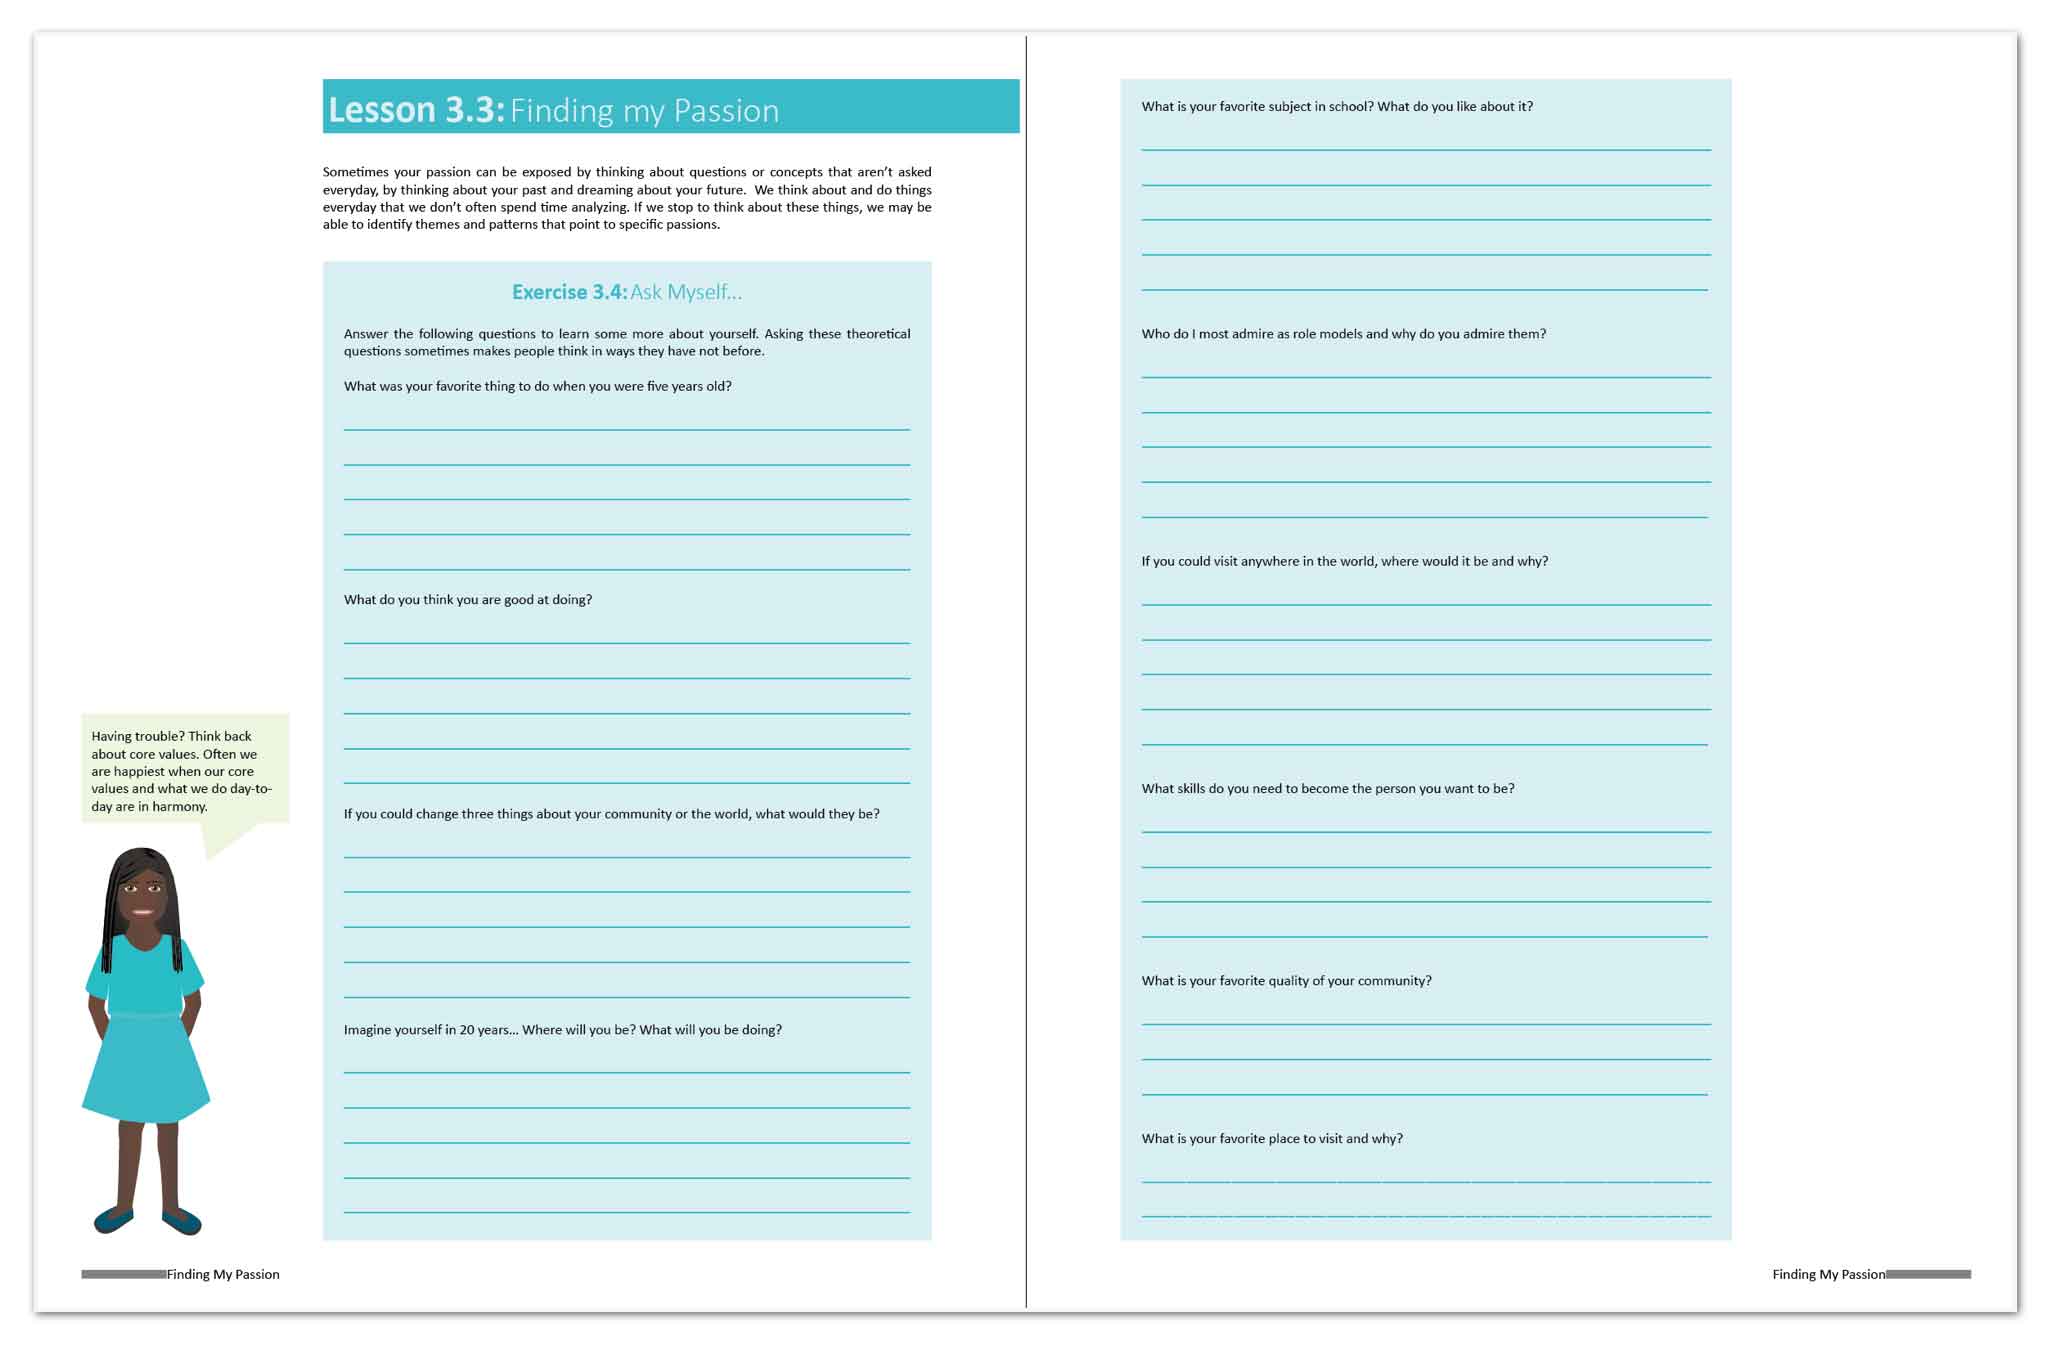 Lesson 3.3: Finding my Passion
Sometimes your passion can be exposed by thinking about questions or concepts that aren't asked
everyday, by thinking about your past and dreaming about your future.  We think about and do things
everyday that we don't often spend time analyzing. If we stop to think about these things, we may be
able to identify themes and patterns that point to specific passions.
Exercise 3.4: Ask Myself...
Answer the following questions to learn some more about yourself. Asking these theoretical
questions sometimes makes people think in ways they have not before.
What was your favorite thing to do when you were five years old?
What do you think you are good at doing?
If you could change three things about your community or the world, what would they be?
Imagine yourself in 20 years... Where will you be? What will you be doing?
Having trouble? Think back
about core values. Often we
are happiest when our core
values and what we do day-to-
day are in harmony.
Finding My Passion
What is your favorite subject in school? What do you like about it?
Who do I most admire as role models and why do you admire them?
If you could visit anywhere in the world, where would it be and why?
What skills do you need to become the person you want to be?
What is your favorite quality of your community?
What is your favorite place to visit and why?
Finding My Passion